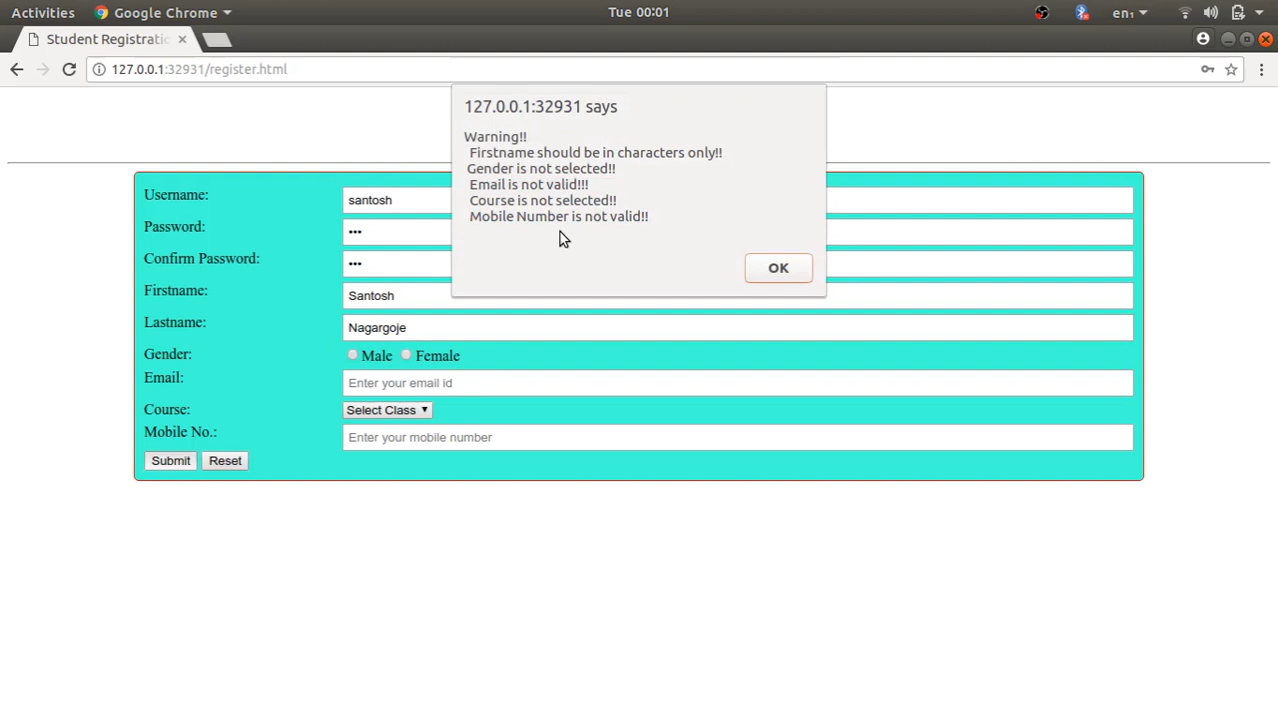 Activities Google Chrome Tue 00:01 en₁
Student Registratio
127.0.0.1:32931/register.html
127.0.0.1:32931 says
Warning!!
Firstname should be in characters only!!
Gender is not selected!!
Email is not valid!!!
Course is not selected!!
Mobile Number is not valid!!
OK
Username: santosh
Password: •••
Confirm Password: •••
Firstname: Santosh
Lastname: Nagargoje
Gender: Male Female
Email: Enter your email id
Course: Select Class
Mobile No.: Enter your mobile number
Submit Reset